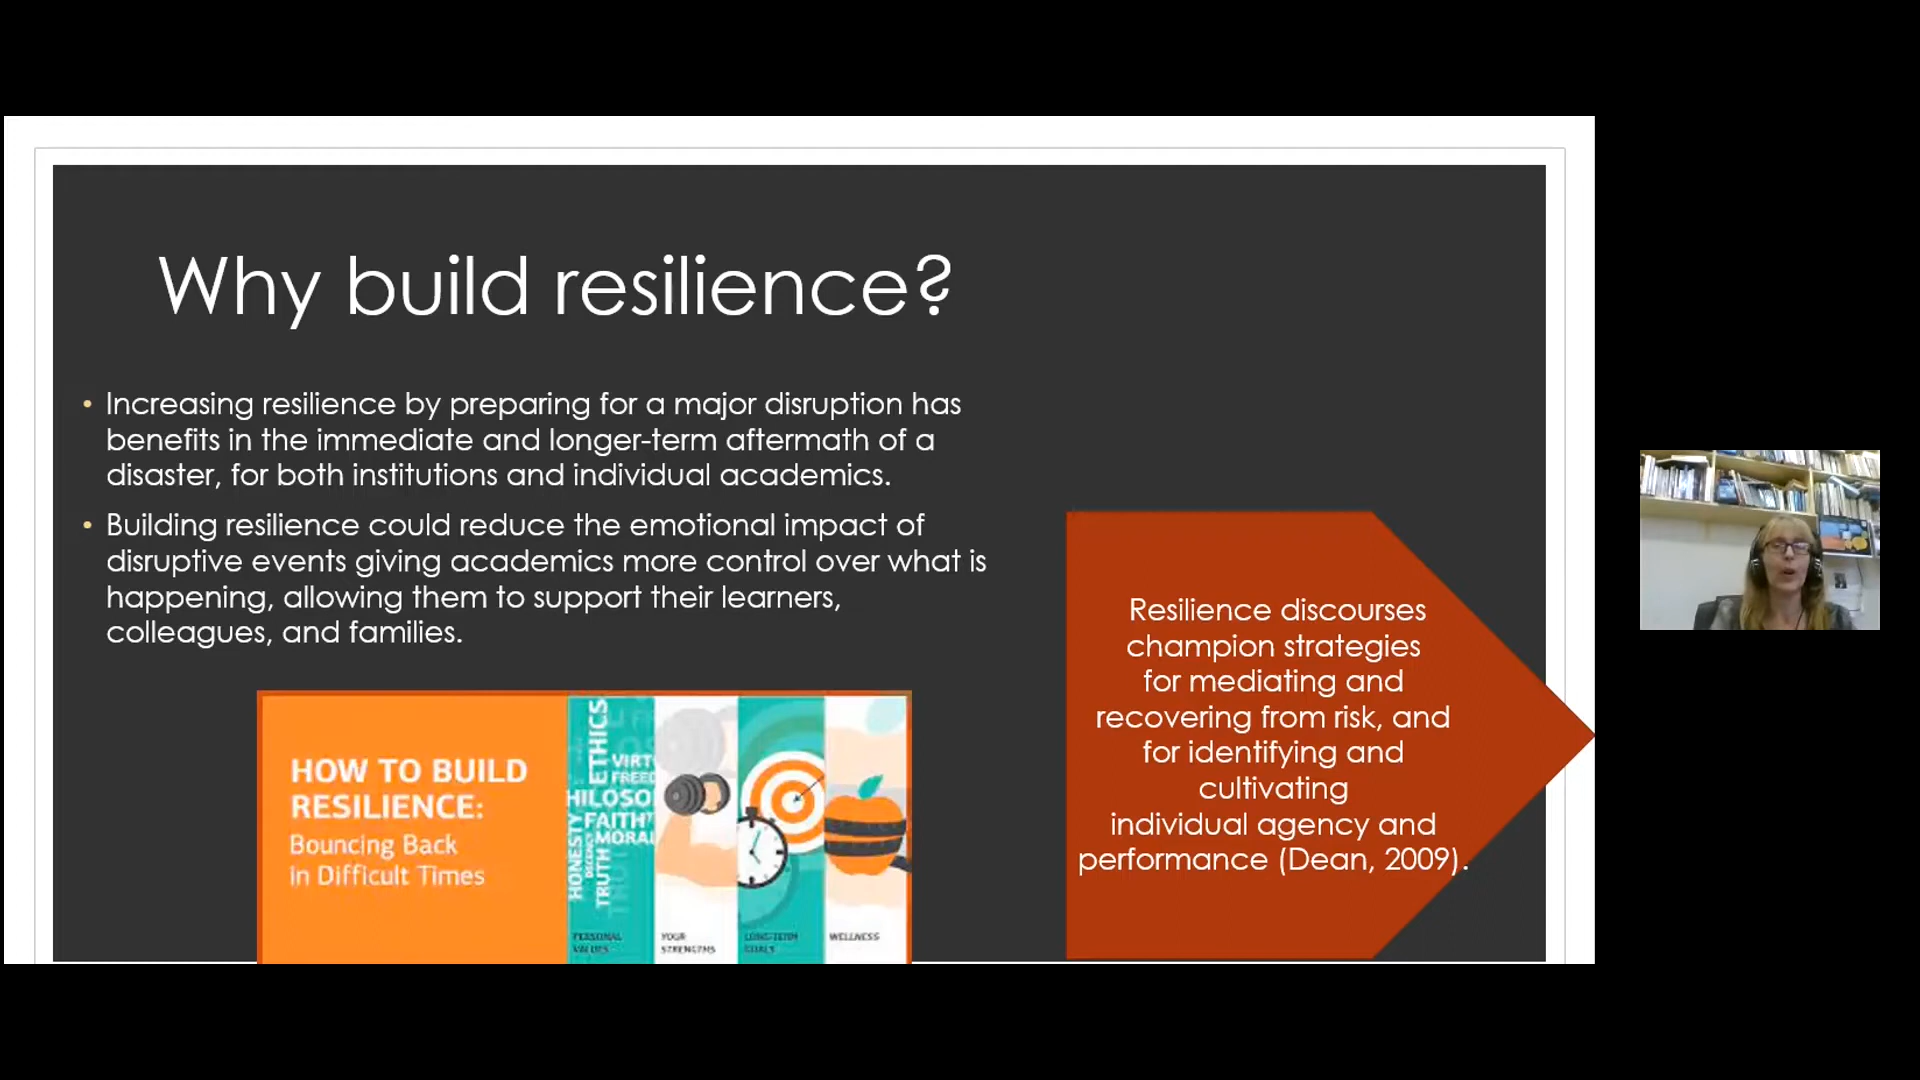 Why build resilience?
• Increasing resilience by preparing for a major disruption has
benefits in the immediate and longer-term aftermath of a
disaster, for both institutions and individual academics.
• Building resilience could reduce the emotional impact of
disruptive events giving academics more control over what is
happening, allowing them to support their learners,
colleagues, and families.
Resilience discourses
champion strategies
for mediating and
recovering from risk, and
for identifying and
cultivating
individual agency and
performance (Dean, 2009).
HOW TO BUILD
RESILIENCE:
Bouncing Back
in Difficult Times
ETHICS
HONESTY
TRUTH
FAITH
MORAL
PERSONAL
VALUES
YOUR
STRENGTHS
LONG-TERM
GOALS
WELLNESS